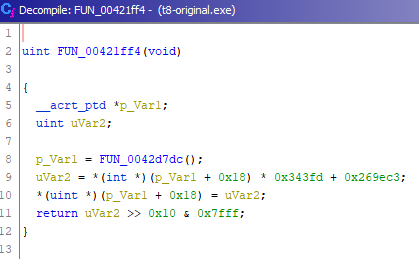 Decompile: FUN_00421ff4 - (t8-original.exe)
1
2 uint FUN_00421ff4(void)
3
4 {
5 __acrt_ptd *p_Var1;
6 uint uVar2;
7
8 p_Var1 = FUN_0042d7dc();
9 uVar2 = *(int *)(p_Var1 + 0x18) * 0x343fd + 0x269ec3;
10 *(uint *)(p_Var1 + 0x18) = uVar2;
11 return uVar2 >> 0x10 & 0x7fff;
12 }
13